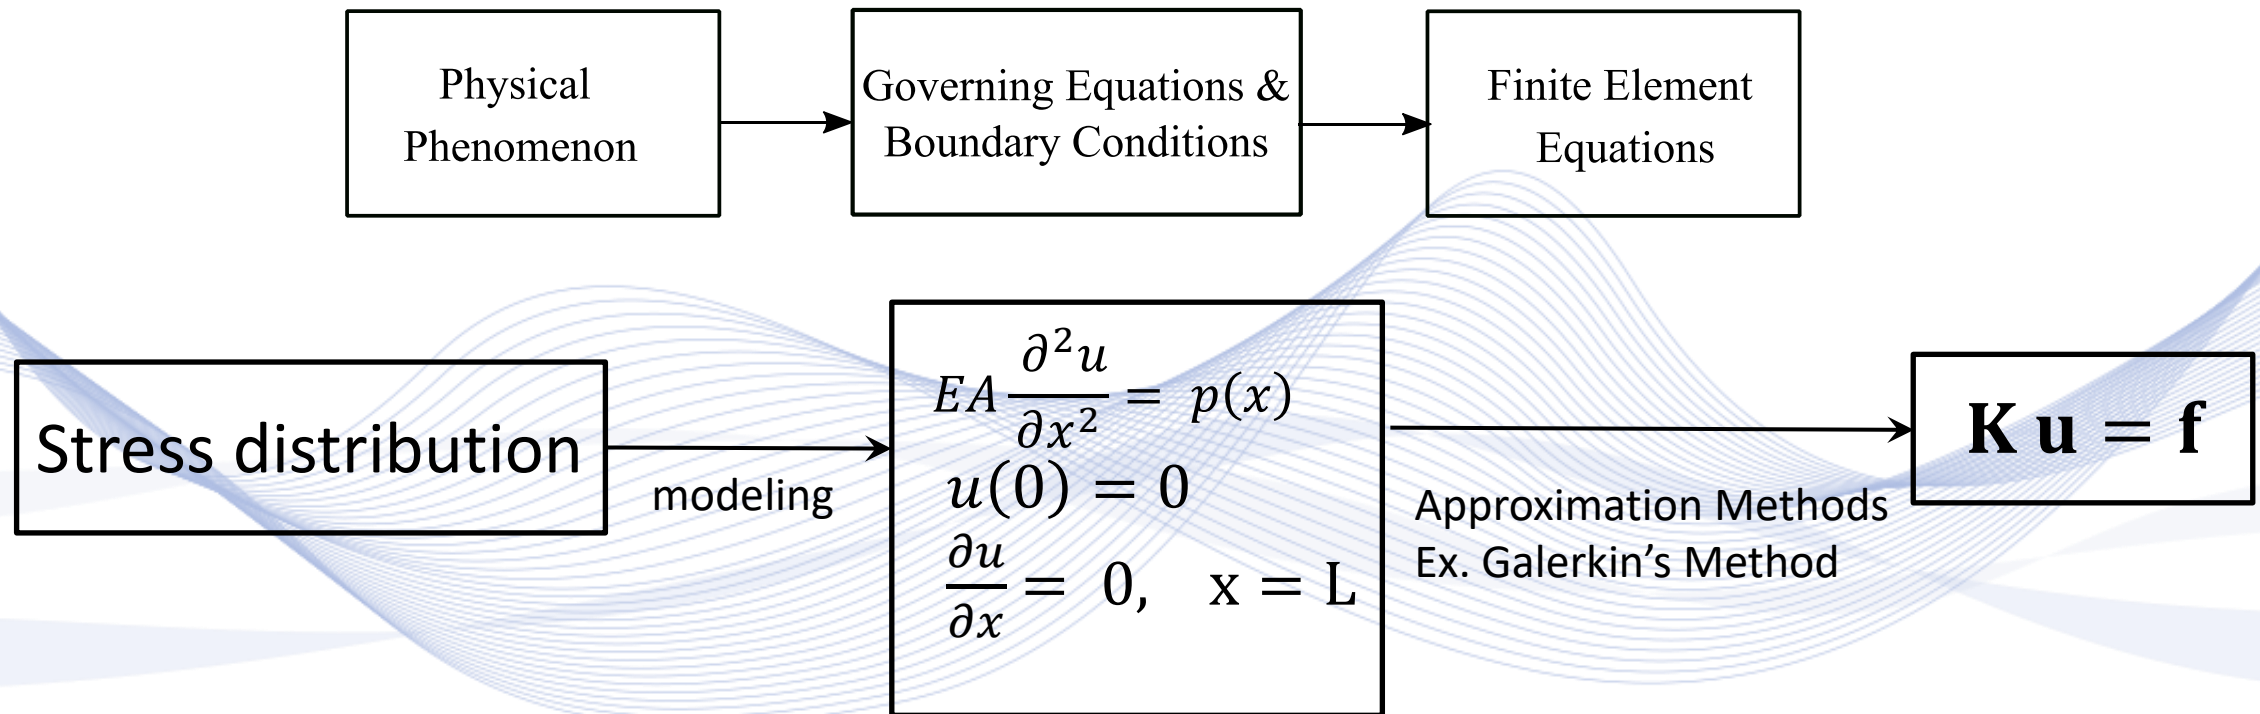 Physical
Phenomenon
Governing Equations &
Boundary Conditions
Finite Element
Equations
Stress distribution
modeling
EA ∂²u/∂x² = p(x)
u(0) = 0
∂u/∂x = 0, x = L
Approximation Methods
Ex. Galerkin’s Method
K u = f